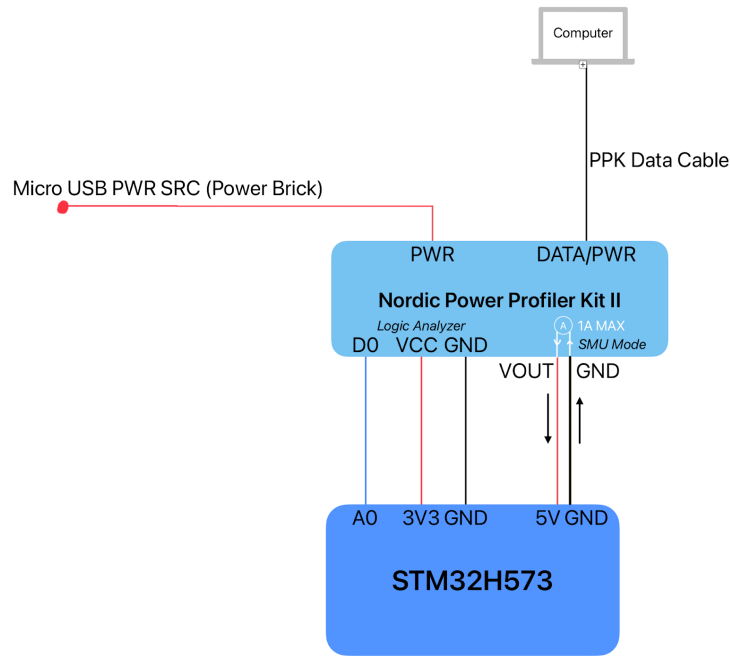 Computer
PPK Data Cable
Micro USB PWR SRC (Power Brick)
PWR DATA/PWR
Nordic Power Profiler Kit II
Logic Analyzer A 1A MAX
D0 VCC GND SMU Mode
VOUT GND
A0 3V3 GND 5V GND
STM32H573